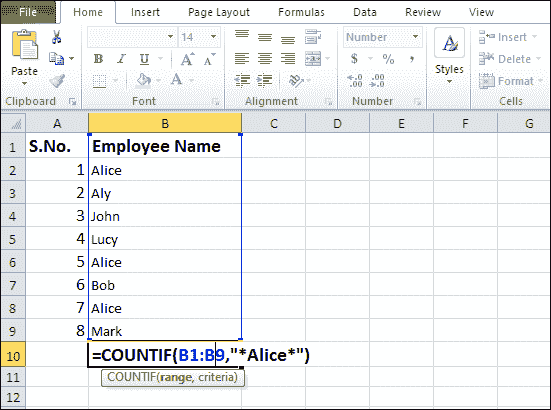 File Home Insert Page Layout Formulas Data Review View
Paste
14
Number
Styles
Insert
Delete
Format
Clipboard Font Alignment Number Cells
A B C D E F G
1 S.No. Employee Name
2 1 Alice
3 2 Aly
4 3 John
5 4 Lucy
6 5 Alice
7 6 Bob
8 7 Alice
9 8 Mark
10 =COUNTIF(B1:B9,"*Alice*")
11 COUNTIF(range, criteria)
12